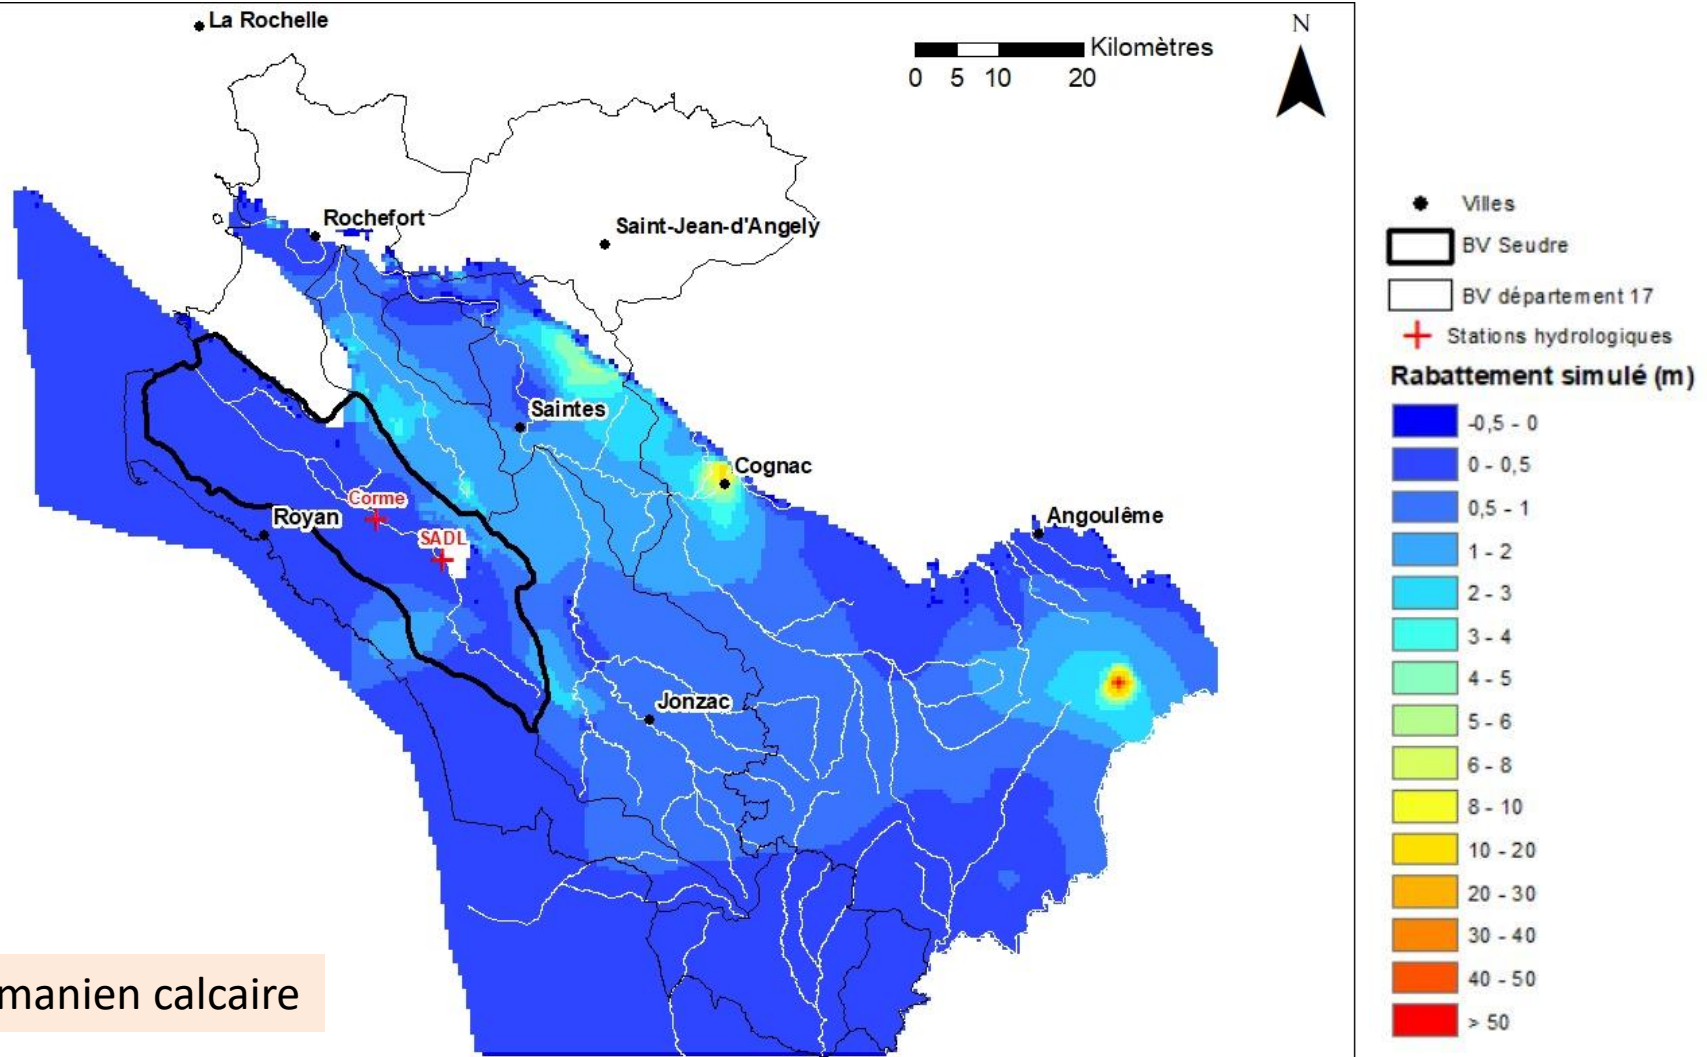 La Rochelle
Kilomètres
0 5 10 20
N
Rochefort
Saint-Jean-d'Angely
Saintes
Cognac
Corme
Royan
SADL
Angoulême
Jonzac
manien calcaire
Villes
BV Seudre
BV département 17
Stations hydrologiques
Rabattement simulé (m)
-0,5 - 0
0 - 0,5
0,5 - 1
1 - 2
2 - 3
3 - 4
4 - 5
5 - 6
6 - 8
8 - 10
10 - 20
20 - 30
30 - 40
40 - 50
> 50